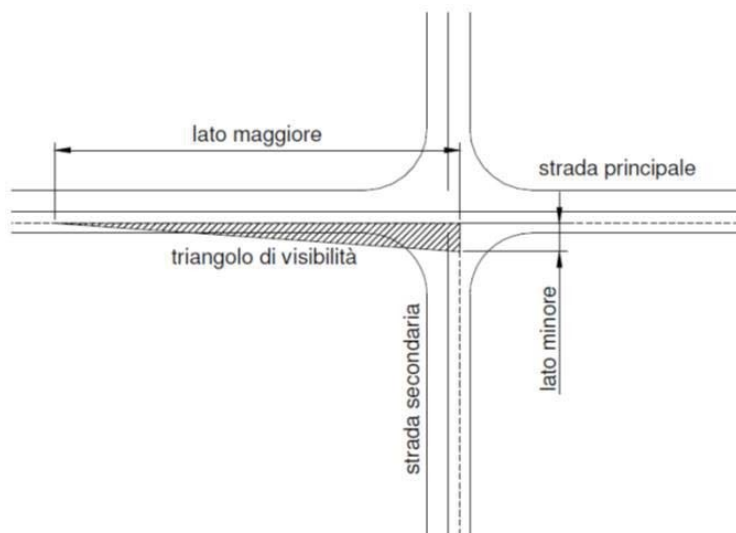 lato maggiore
strada principale
triangolo di visibilità
strada secondaria
lato minore